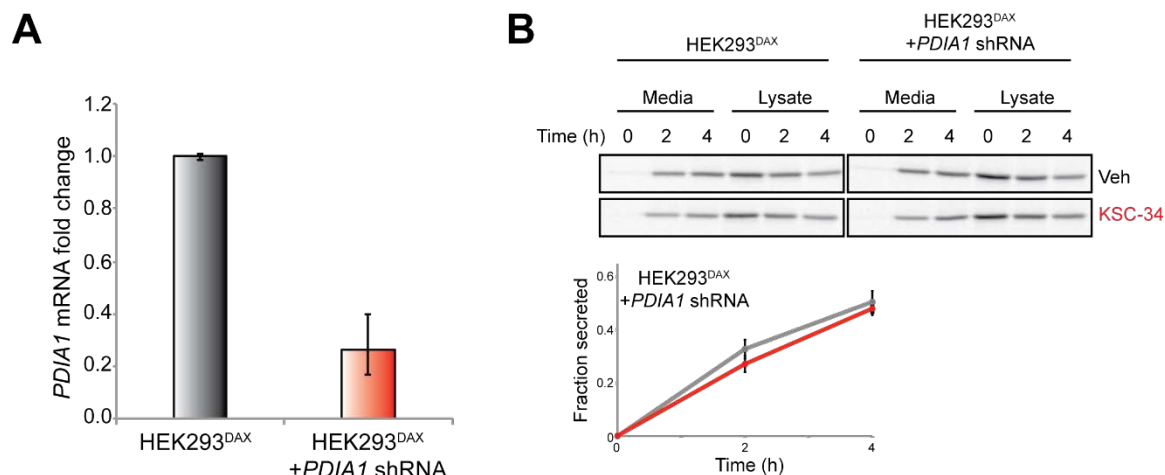 A
PDIA1 mRNA fold change
1.2
1.0
0.8
0.6
0.4
0.2
0.0
HEK293DAX
HEK293DAX
+PDIA1 shRNA
B
HEK293DAX
HEK293DAX
+PDIA1 shRNA
Media Lysate Media Lysate
Time (h) 0 2 4 0 2 4 0 2 4 0 2 4
Veh
KSC-34
HEK293DAX
+PDIA1 shRNA
Fraction secreted
0.6
0.4
0.2
0
0 2 4
Time (h)